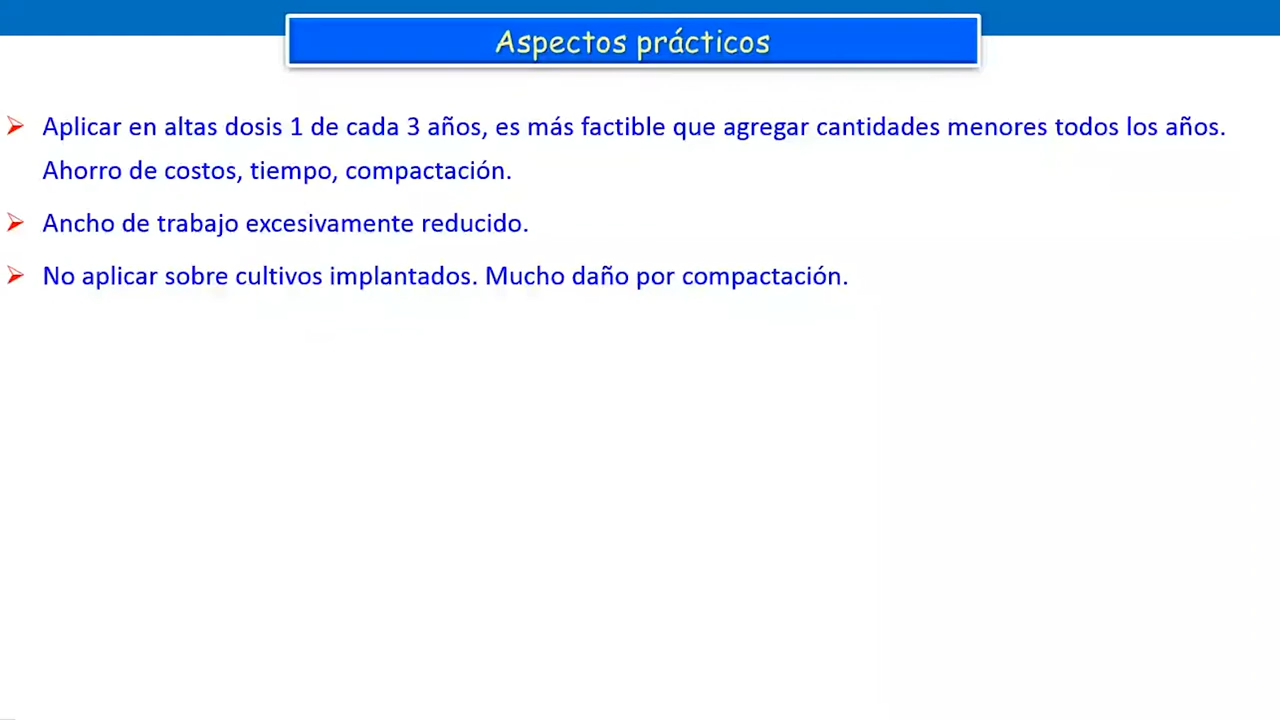 Aspectos prácticos
Aplicar en altas dosis 1 de cada 3 años, es más factible que agregar cantidades menores todos los años.
Ahorro de costos, tiempo, compactación.
Ancho de trabajo excesivamente reducido.
No aplicar sobre cultivos implantados. Mucho daño por compactación.